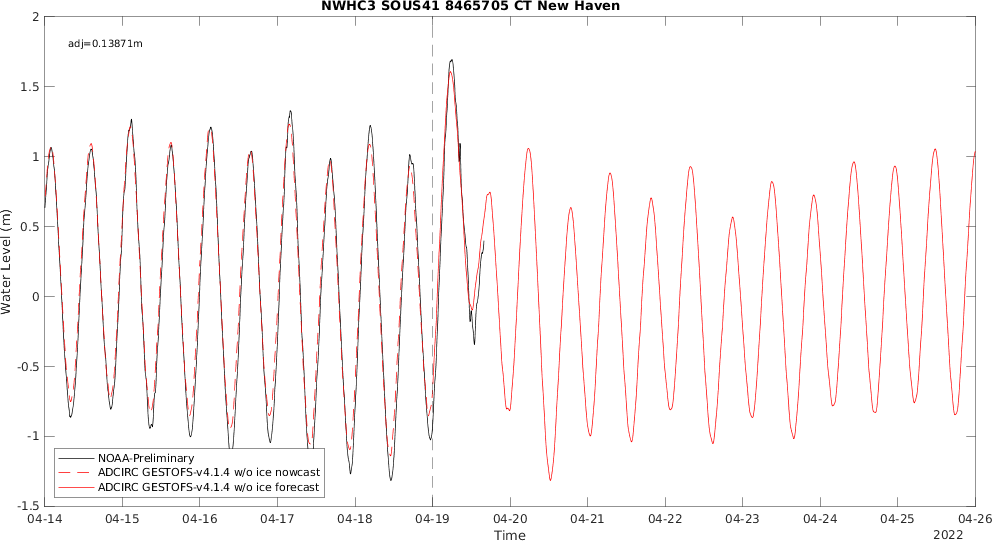 NWHC3 SOUS41 8465705 CT New Haven
adj=0.13871m
Water Level (m)
2
1.5
1
0.5
0
-0.5
-1
-1.5
NOAA-Preliminary
ADCIRC GESTOFS-v4.1.4 w/o ice nowcast
ADCIRC GESTOFS-v4.1.4 w/o ice forecast
04-14 04-15 04-16 04-17 04-18 04-19 04-20 04-21 04-22 04-23 04-24 04-25 04-26
Time
2022